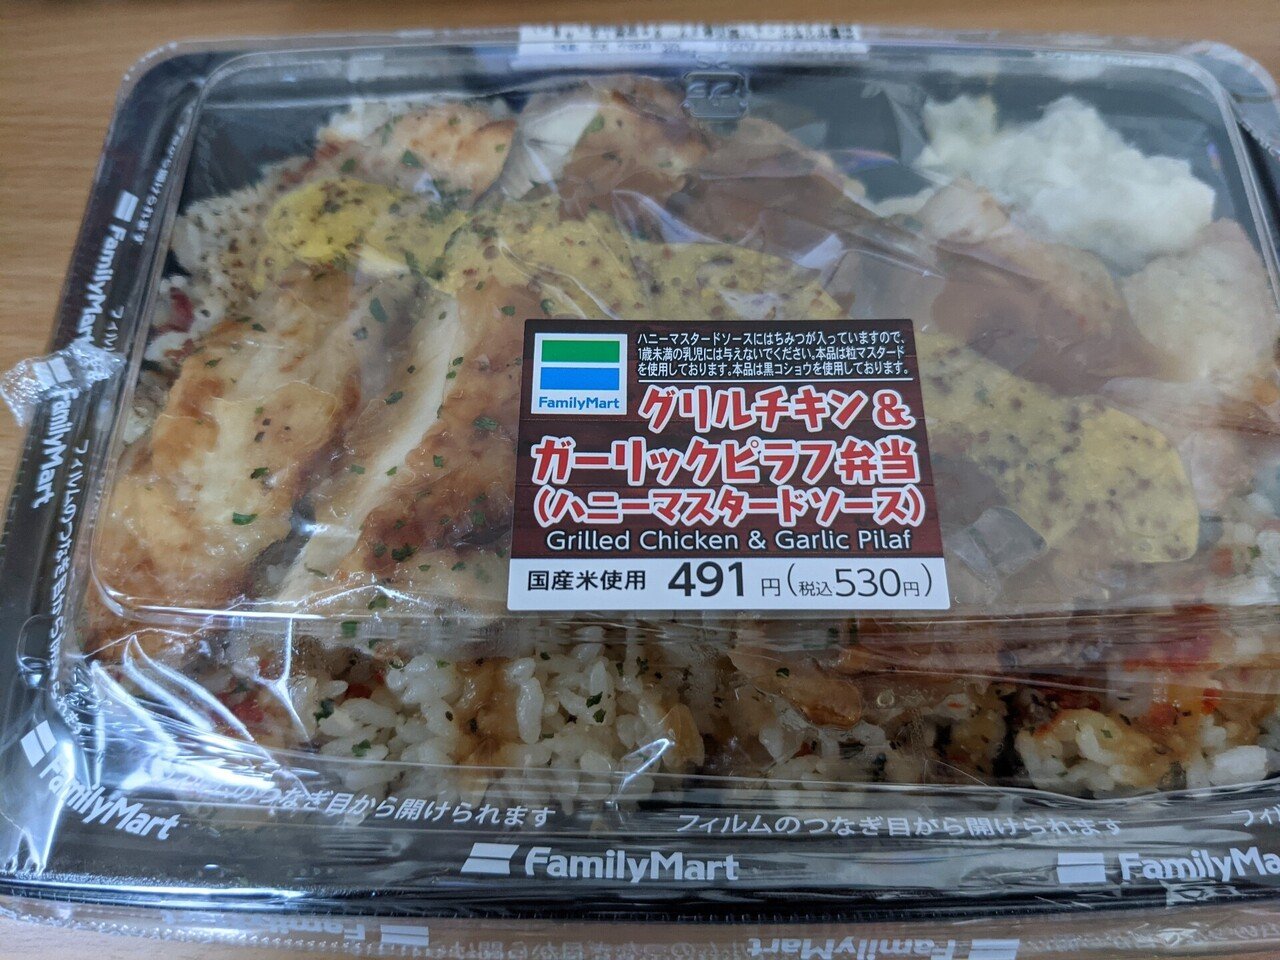 ハニーマスタードソースにはちみつが入っていますので、
1歳未満の乳児には与えないでください。本品は粒マスタード
を使用しております。本品は黒コショウを使用しております。
FamilyMart
グリルチキン&
ガーリックピラフ弁当
(ハニーマスタードソース)
Grilled Chicken & Garlic Pilaf
国産米使用 491円(税込530円)
FamilyMart
FamilyMart
FamilyMart
のつなぎ目から開けられます
フィルムのつなぎ目から開けられます
FamilyMart
FamilyMa